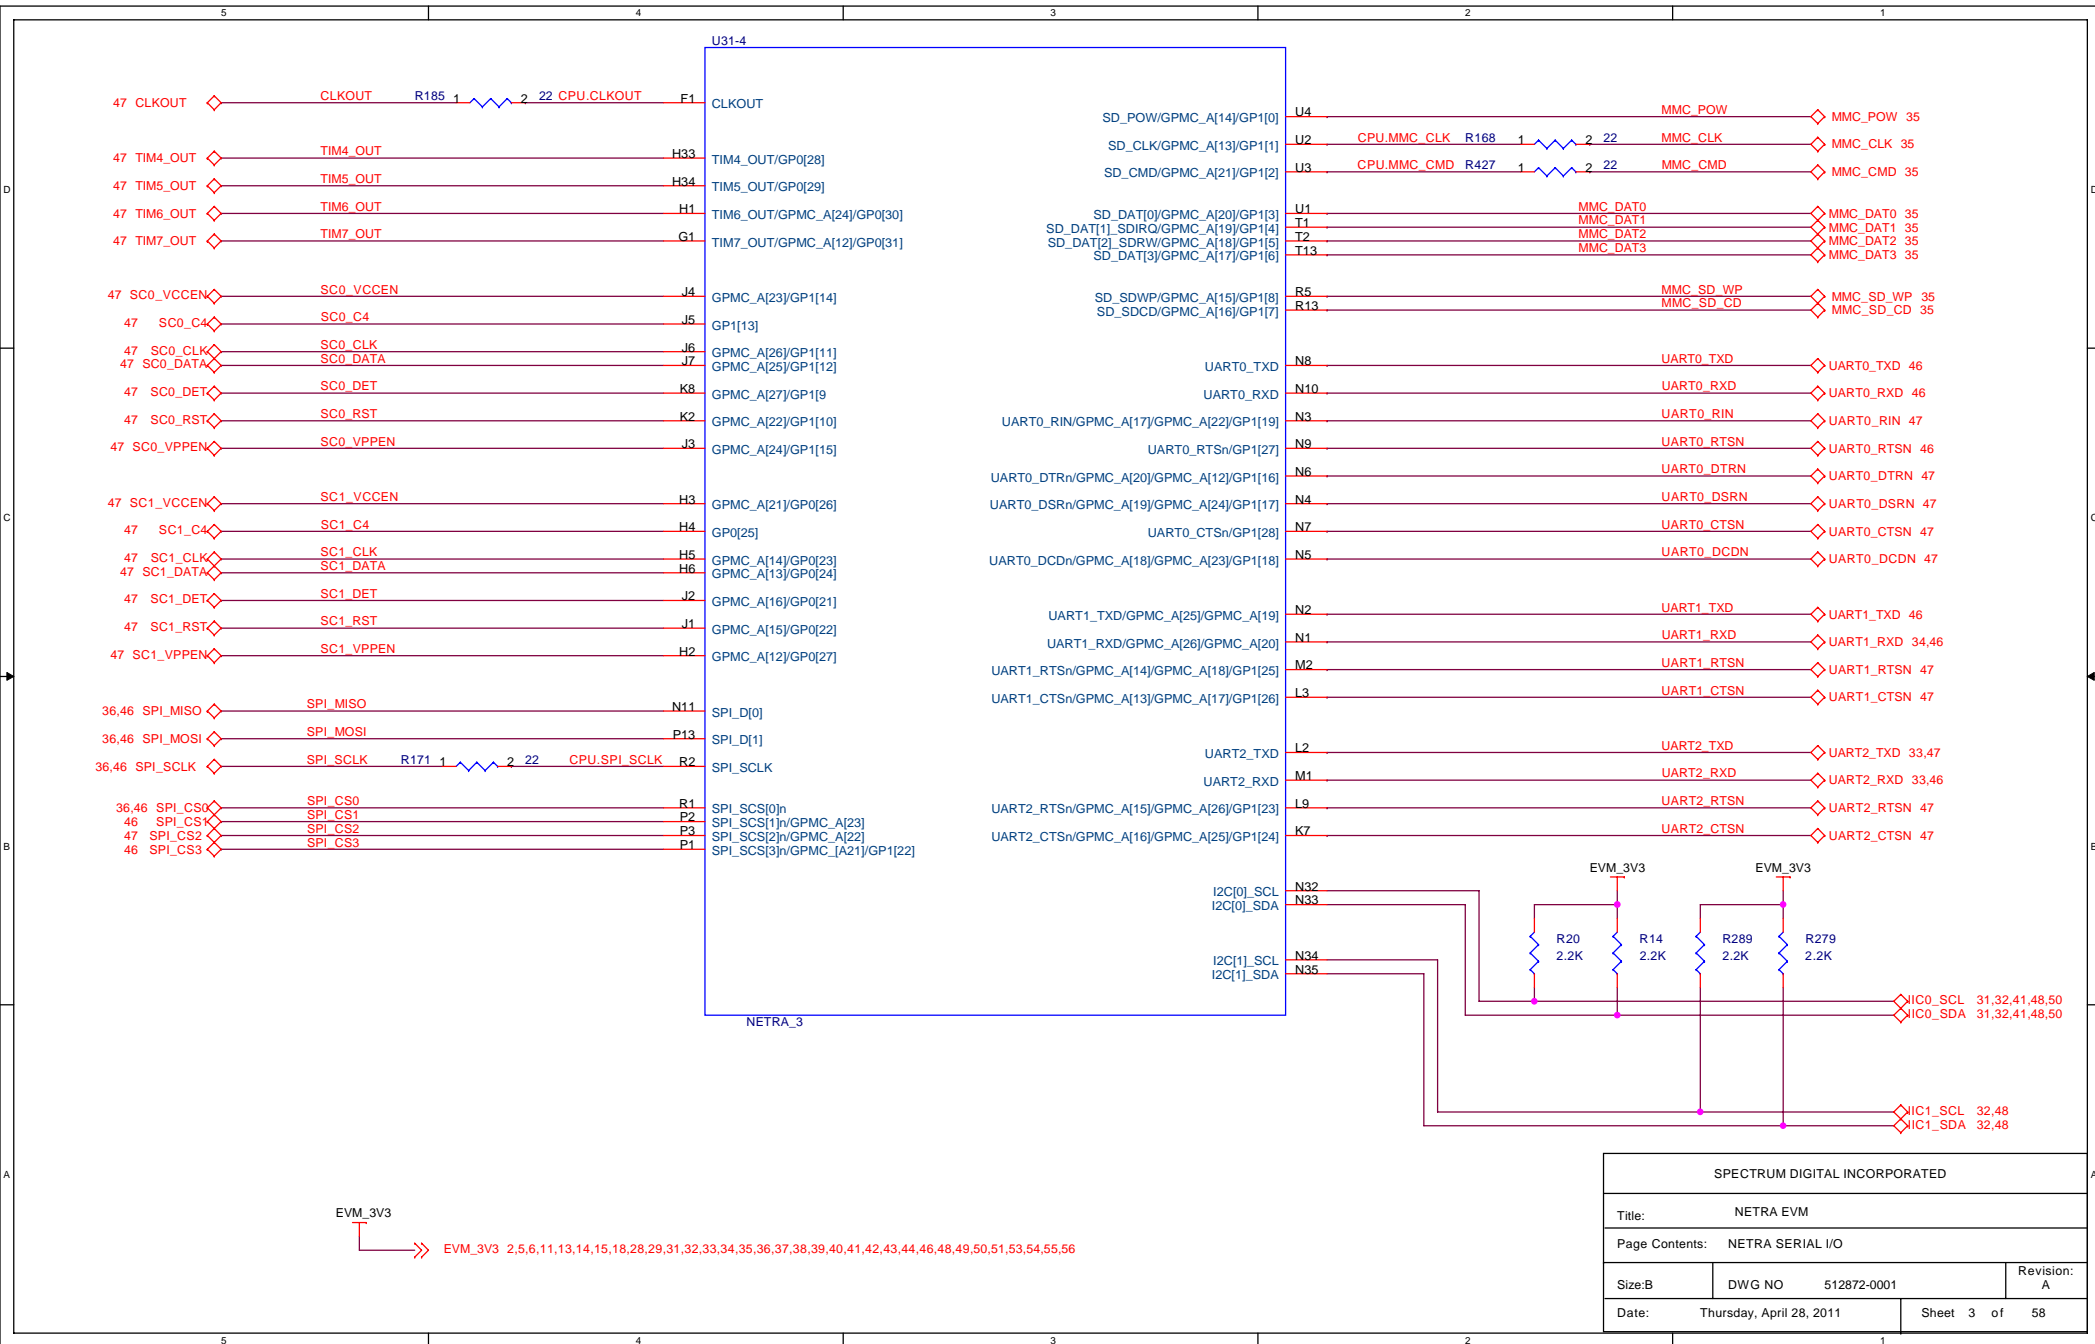 5 4 3 2 1
U31-4
47 CLKOUT CLKOUT R185 1 2 22 CPU.CLKOUT F1 CLKOUT
47 TIM4_OUT TIM4_OUT H33 TIM4_OUT/GP0[28]
47 TIM5_OUT TIM5_OUT H34 TIM5_OUT/GP0[29]
47 TIM6_OUT TIM6_OUT H1 TIM6_OUT/GPMC_A[24]/GP0[30]
47 TIM7_OUT TIM7_OUT G1 TIM7_OUT/GPMC_A[12]/GP0[31]
47 SC0_VCCEN SC0_VCCEN J4 GPMC_A[23]/GP1[14]
47 SC0_C4 SC0_C4 J5 GP1[13]
47 SC0_CLK SC0_CLK J6 GPMC_A[26]/GP1[11]
47 SC0_DATA SC0_DATA J7 GPMC_A[25]/GP1[12]
47 SC0_DET SC0_DET K8 GPMC_A[27]/GP1[9
47 SC0_RST SC0_RST K2 GPMC_A[22]/GP1[10]
47 SC0_VPPEN SC0_VPPEN J3 GPMC_A[24]/GP1[15]
47 SC1_VCCEN SC1_VCCEN H3 GPMC_A[21]/GP0[26]
47 SC1_C4 SC1_C4 H4 GP0[25]
47 SC1_CLK SC1_CLK H5 GPMC_A[14]/GP0[23]
47 SC1_DATA SC1_DATA H6 GPMC_A[13]/GP0[24]
47 SC1_DET SC1_DET J2 GPMC_A[16]/GP0[21]
47 SC1_RST SC1_RST J1 GPMC_A[15]/GP0[22]
47 SC1_VPPEN SC1_VPPEN H2 GPMC_A[12]/GP0[27]
36,46 SPI_MISO SPI_MISO N11 SPI_D[0]
36,46 SPI_MOSI SPI_MOSI P13 SPI_D[1]
36,46 SPI_SCLK SPI_SCLK R171 1 2 22 CPU.SPI_SCLK R2 SPI_SCLK
36,46 SPI_CS0 SPI_CS0 R1 SPI_SCS[0]n
46 SPI_CS1 SPI_CS1 P2 SPI_SCS[1]n/GPMC_A[23]
47 SPI_CS2 SPI_CS2 P3 SPI_SCS[2]n/GPMC_A[22]
46 SPI_CS3 SPI_CS3 P1 SPI_SCS[3]n/GPMC_[A21]/GP1[22]
SD_POW/GPMC_A[14]/GP1[0] U4 MMC_POW MMC_POW 35
SD_CLK/GPMC_A[13]/GP1[1] U2 CPU.MMC_CLK R168 1 2 22 MMC_CLK MMC_CLK 35
SD_CMD/GPMC_A[21]/GP1[2] U3 CPU.MMC_CMD R427 1 2 22 MMC_CMD MMC_CMD 35
SD_DAT[0]/GPMC_A[20]/GP1[3] U1 MMC_DAT0 MMC_DAT0 35
SD_DAT[1]_SDIRQ/GPMC_A[19]/GP1[4] T1 MMC_DAT1 MMC_DAT1 35
SD_DAT[2]_SDRW/GPMC_A[18]/GP1[5] T2 MMC_DAT2 MMC_DAT2 35
SD_DAT[3]/GPMC_A[17]/GP1[6] T13 MMC_DAT3 MMC_DAT3 35
SD_SDWP/GPMC_A[15]/GP1[8] R5 MMC_SD_WP MMC_SD_WP 35
SD_SDCD/GPMC_A[16]/GP1[7] R13 MMC_SD_CD MMC_SD_CD 35
UART0_TXD N8 UART0_TXD UART0_TXD 46
UART0_RXD N10 UART0_RXD UART0_RXD 46
UART0_RIN/GPMC_A[17]/GPMC_A[22]/GP1[19] N3 UART0_RIN UART0_RIN 47
UART0_RTSn/GP1[27] N9 UART0_RTSN UART0_RTSN 46
UART0_DTRn/GPMC_A[20]/GPMC_A[12]/GP1[16] N6 UART0_DTRN UART0_DTRN 47
UART0_DSRn/GPMC_A[19]/GPMC_A[24]/GP1[17] N4 UART0_DSRN UART0_DSRN 47
UART0_CTSn/GP1[28] N7 UART0_CTSN UART0_CTSN 47
UART0_DCDn/GPMC_A[18]/GPMC_A[23]/GP1[18] N5 UART0_DCDN UART0_DCDN 47
UART1_TXD/GPMC_A[25]/GPMC_A[19] N2 UART1_TXD UART1_TXD 46
UART1_RXD/GPMC_A[26]/GPMC_A[20] N1 UART1_RXD UART1_RXD 34,46
UART1_RTSn/GPMC_A[14]/GPMC_A[18]/GP1[25] M2 UART1_RTSN UART1_RTSN 47
UART1_CTSn/GPMC_A[13]/GPMC_A[17]/GP1[26] L3 UART1_CTSN UART1_CTSN 47
UART2_TXD L2 UART2_TXD UART2_TXD 33,47
UART2_RXD M1 UART2_RXD UART2_RXD 33,46
UART2_RTSn/GPMC_A[15]/GPMC_A[26]/GP1[23] L9 UART2_RTSN UART2_RTSN 47
UART2_CTSn/GPMC_A[16]/GPMC_A[25]/GP1[24] K7 UART2_CTSN UART2_CTSN 47
EVM_3V3 EVM_3V3
I2C[0]_SCL N32
I2C[0]_SDA N33
R20 R14 R289 R279
2.2K 2.2K 2.2K 2.2K
I2C[1]_SCL N34
I2C[1]_SDA N35
IIC0_SCL 31,32,41,48,50
IIC0_SDA 31,32,41,48,50
NETRA_3
IIC1_SCL 32,48
IIC1_SDA 32,48
EVM_3V3
EVM_3V3 2,5,6,11,13,14,15,18,28,29,31,32,33,34,35,36,37,38,39,40,41,42,43,44,46,48,49,50,51,53,54,55,56
SPECTRUM DIGITAL INCORPORATED
Title: NETRA EVM
Page Contents: NETRA SERIAL I/O
Size:B DWG NO 512872-0001 Revision: A
Date: Thursday, April 28, 2011 Sheet 3 of 58
D D
C C
B B
A A
5 4 3 2 1